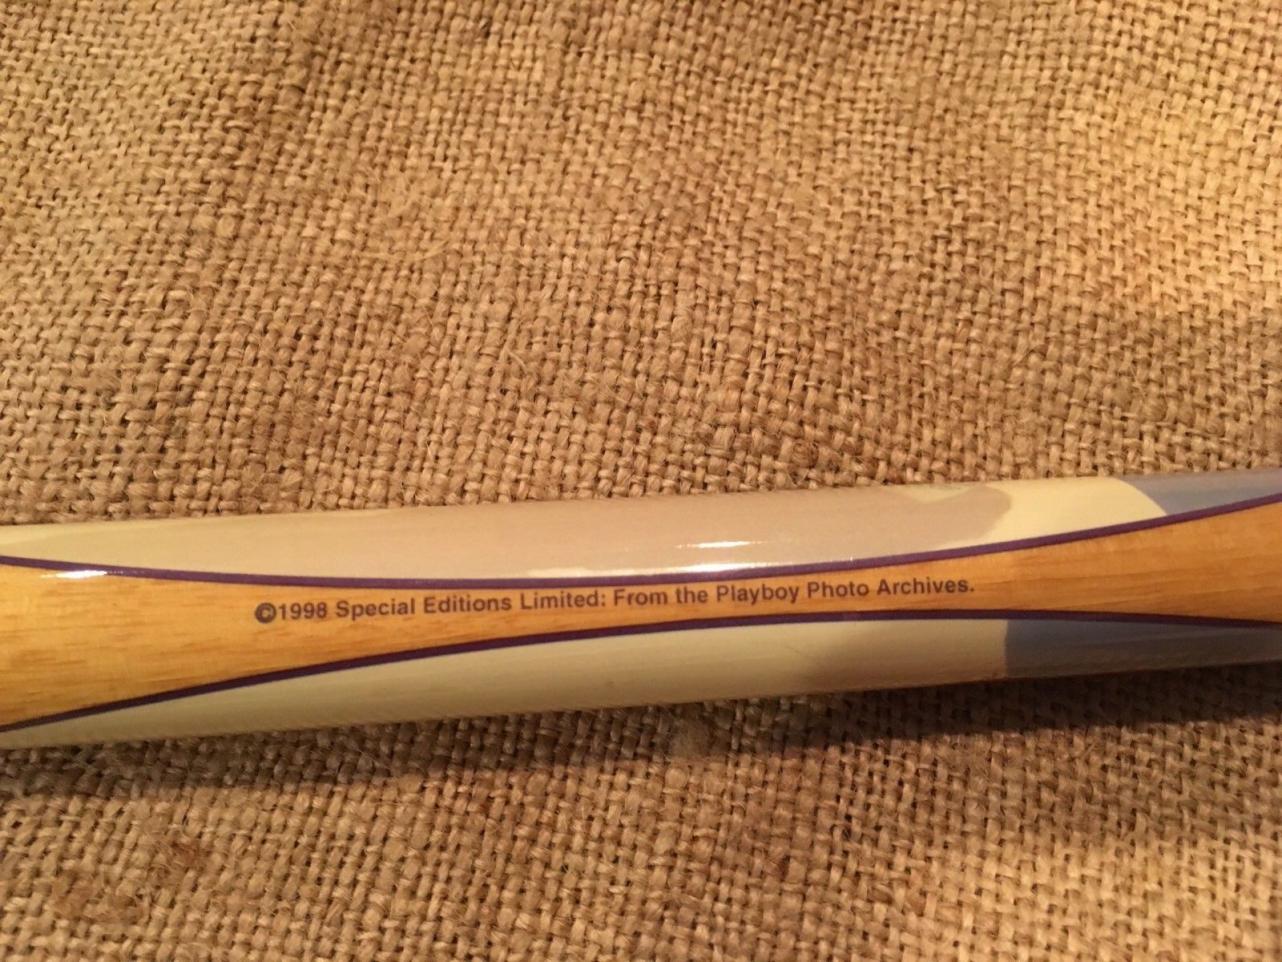 ©1998 Special Editions Limited: From the Playboy Photo Archives.